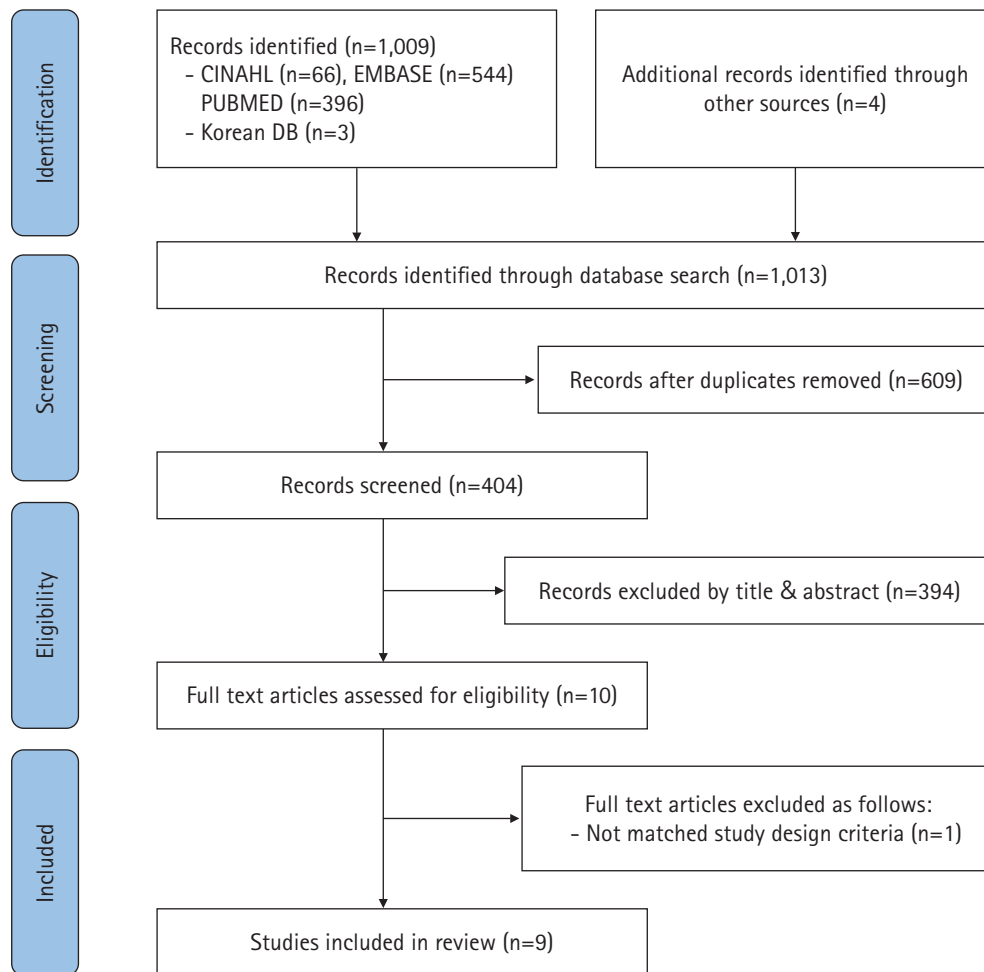 Identification
Records identified (n=1,009)
- CINAHL (n=66), EMBASE (n=544)
PUBMED (n=396)
- Korean DB (n=3)
Additional records identified through
other sources (n=4)
Screening
Records identified through database search (n=1,013)
Records after duplicates removed (n=609)
Records screened (n=404)
Eligibility
Records excluded by title & abstract (n=394)
Full text articles assessed for eligibility (n=10)
Included
Full text articles excluded as follows:
- Not matched study design criteria (n=1)
Studies included in review (n=9)